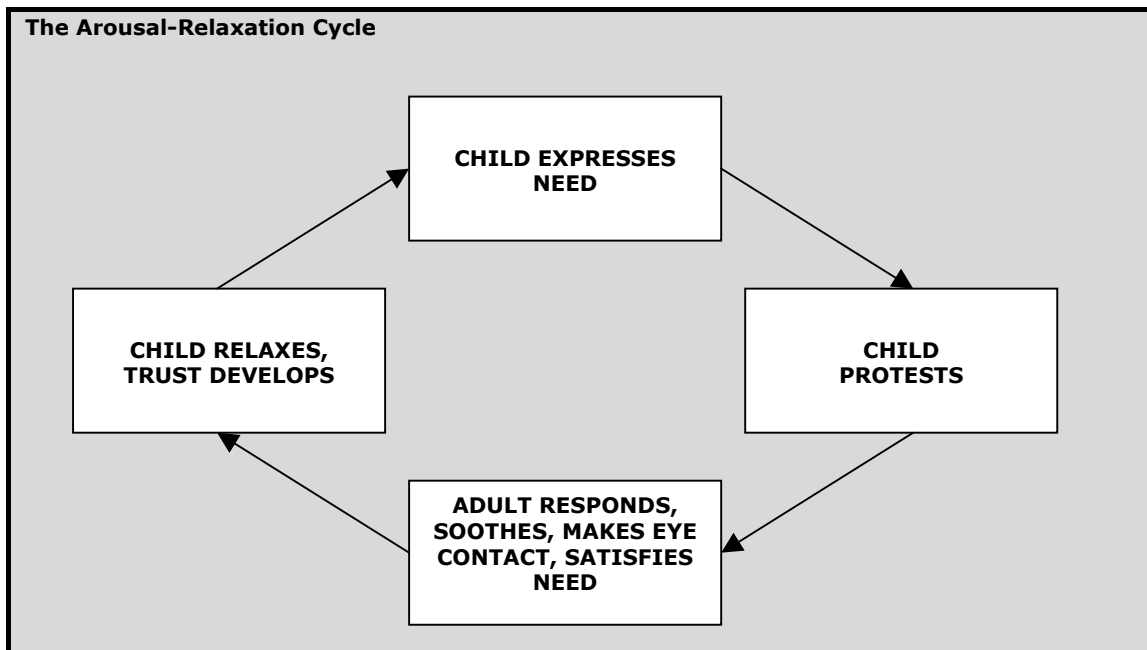 The Arousal-Relaxation Cycle
CHILD EXPRESSES
NEED
CHILD RELAXES,
TRUST DEVELOPS
CHILD
PROTESTS
ADULT RESPONDS,
SOOTHES, MAKES EYE
CONTACT, SATISFIES
NEED